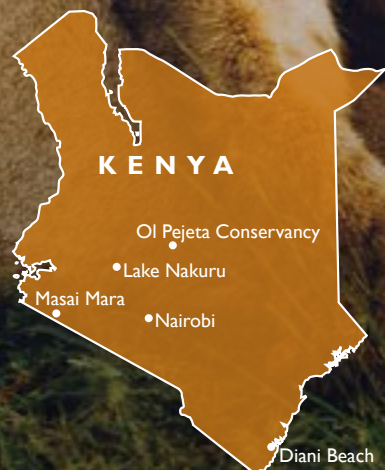 KENYA
Ol Pejeta Conservancy
Lake Nakuru
Masai Mara
Nairobi
Diani Beach